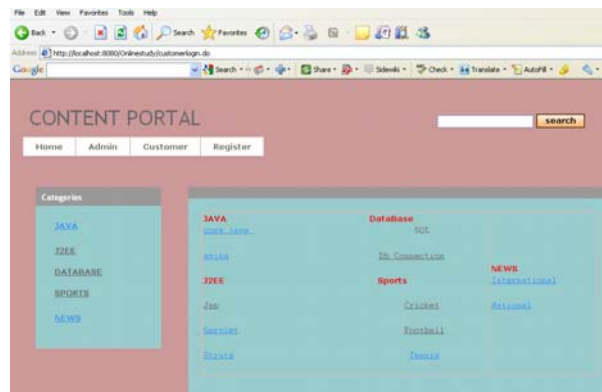 File Edit View Favorites Tools Help
Back Search Favorites
Address http://localhost:8080/Onlinestudy/customerlogin.do
Google Search Share Sidewiki Check Translate AutoFill
CONTENT PORTAL
search
Home Admin Customer Register
Categories
JAVA
J2EE
DATABASE
SPORTS
NEWS
JAVA DataBase
core java SQL
Db Connection
NEWS
J2EE Sports International
Jsp Cricket National
Servlet Football
Struts Tennis